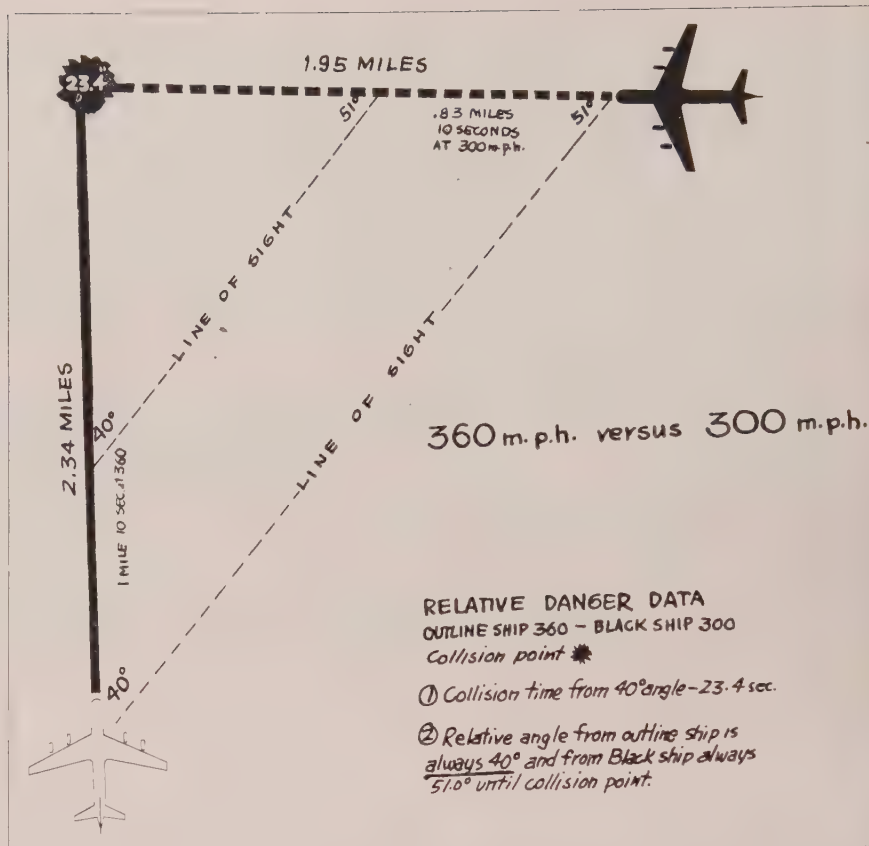 1.95 MILES
23.4"
51°
.83 MILES
10 SECONDS
AT 300 m.p.h.
51°
LINE OF SIGHT
LINE OF SIGHT
2.34 MILES
40°
1 MILE 10 SEC. at 360
360 m.p.h. versus 300 m.p.h.
40°
RELATIVE DANGER DATA
OUTLINE SHIP 360 - BLACK SHIP 300
Collision point
① Collision time from 40° angle - 23.4 sec.
② Relative angle from outline ship is
always 40° and from Black ship always
51.0° until collision point.